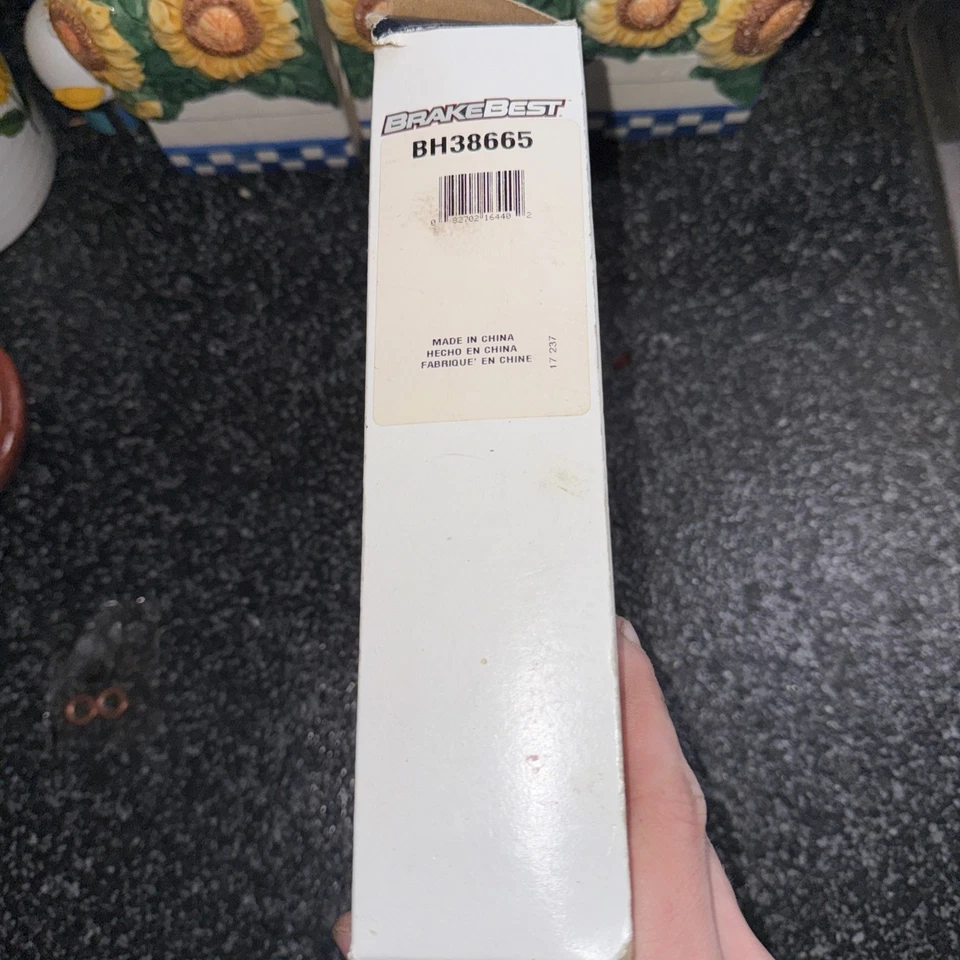 BRAKEBEST
BH38665
0 82702 16440 2
MADE IN CHINA
HECHO EN CHINA
FABRIQUE' EN CHINE
17 237